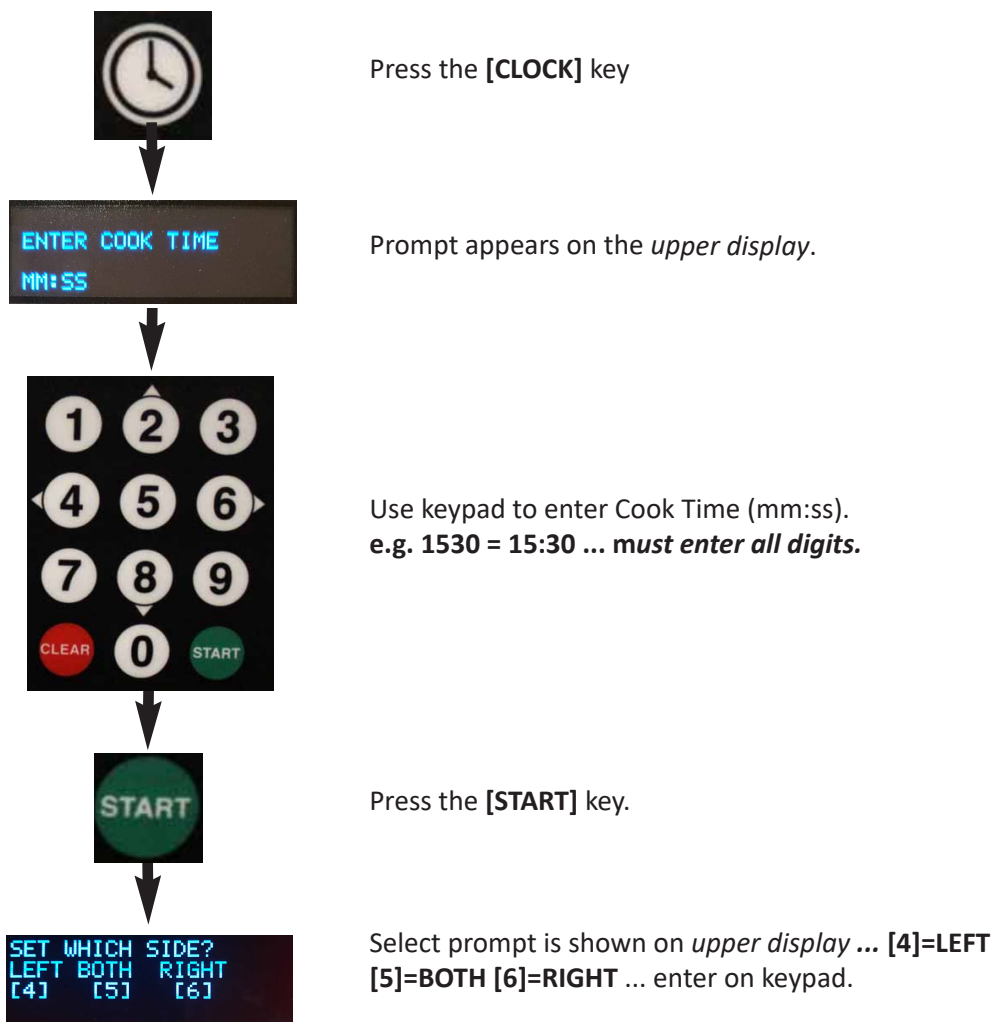 Press the [CLOCK] key
ENTER COOK TIME
MM:SS
Prompt appears on the upper display.
1 2 3
4 5 6
7 8 9
CLEAR 0 START
Use keypad to enter Cook Time (mm:ss).
e.g. 1530 = 15:30 ... must enter all digits.
START
Press the [START] key.
SET WHICH SIDE?
LEFT BOTH RIGHT
[4] [5] [6]
Select prompt is shown on upper display ... [4]=LEFT
[5]=BOTH [6]=RIGHT ... enter on keypad.